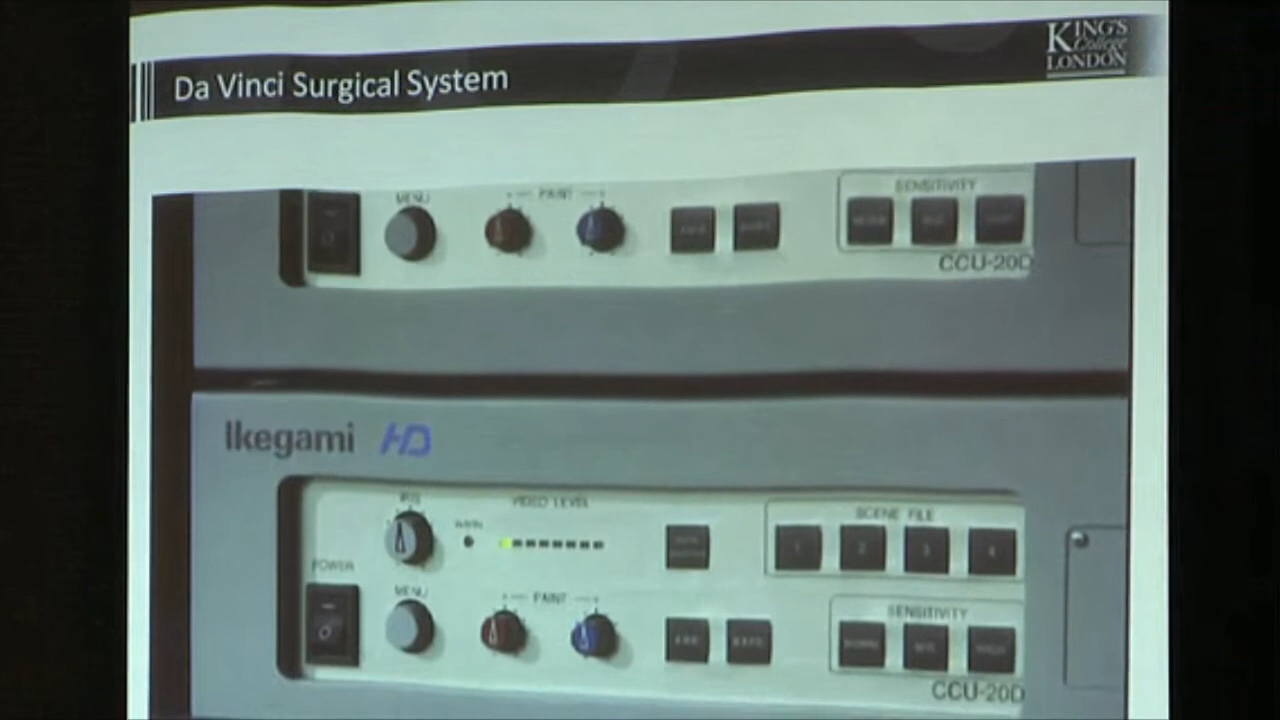 KING'S
College
LONDON
Da Vinci Surgical System
MENU
PAINT
SENSITIVITY
CCU-20D
Ikegami HD
IRIS
VIDEO LEVEL
SCENE FILE
1 2 3 4
POWER
MENU
PAINT
SENSITIVITY
CCU-20D